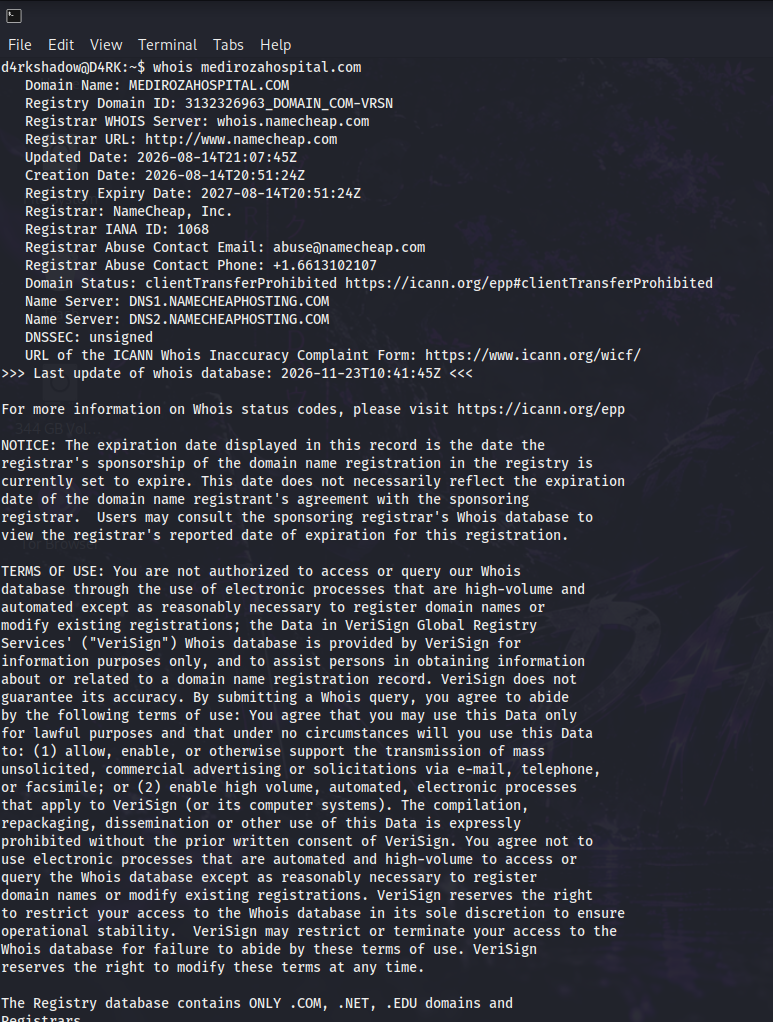 File Edit View Terminal Tabs Help
d4rkshadow@D4RK:~$ whois medirozahospital.com
Domain Name: MEDIROZAHOSPITAL.COM
Registry Domain ID: 3132326963_DOMAIN_COM-VRSN
Registrar WHOIS Server: whois.namecheap.com
Registrar URL: http://www.namecheap.com
Updated Date: 2026-08-14T21:07:45Z
Creation Date: 2026-08-14T20:51:24Z
Registry Expiry Date: 2027-08-14T20:51:24Z
Registrar: NameCheap, Inc.
Registrar IANA ID: 1068
Registrar Abuse Contact Email: abuse@namecheap.com
Registrar Abuse Contact Phone: +1.6613102107
Domain Status: clientTransferProhibited https://icann.org/epp#clientTransferProhibited
Name Server: DNS1.NAMECHEAPHOSTING.COM
Name Server: DNS2.NAMECHEAPHOSTING.COM
DNSSEC: unsigned
URL of the ICANN Whois Inaccuracy Complaint Form: https://www.icann.org/wicf/
>>> Last update of whois database: 2026-11-23T10:41:45Z <<<
For more information on Whois status codes, please visit https://icann.org/epp
NOTICE: The expiration date displayed in this record is the date the
registrar's sponsorship of the domain name registration in the registry is
currently set to expire. This date does not necessarily reflect the expiration
date of the domain name registrant's agreement with the sponsoring
registrar.  Users may consult the sponsoring registrar's Whois database to
view the registrar's reported date of expiration for this registration.
TERMS OF USE: You are not authorized to access or query our Whois
database through the use of electronic processes that are high-volume and
automated except as reasonably necessary to register domain names or
modify existing registrations; the Data in VeriSign Global Registry
Services' ("VeriSign") Whois database is provided by VeriSign for
information purposes only, and to assist persons in obtaining information
about or related to a domain name registration record. VeriSign does not
guarantee its accuracy. By submitting a Whois query, you agree to abide
by the following terms of use: You agree that you may use this Data only
for lawful purposes and that under no circumstances will you use this Data
to: (1) allow, enable, or otherwise support the transmission of mass
unsolicited, commercial advertising or solicitations via e-mail, telephone,
or facsimile; or (2) enable high volume, automated, electronic processes
that apply to VeriSign (or its computer systems). The compilation,
repackaging, dissemination or other use of this Data is expressly
prohibited without the prior written consent of VeriSign. You agree not to
use electronic processes that are automated and high-volume to access or
query the Whois database except as reasonably necessary to register
domain names or modify existing registrations. VeriSign reserves the right
to restrict your access to the Whois database in its sole discretion to ensure
operational stability.  VeriSign may restrict or terminate your access to the
Whois database for failure to abide by these terms of use. VeriSign
reserves the right to modify these terms at any time.
The Registry database contains ONLY .COM, .NET, .EDU domains and
Registrars